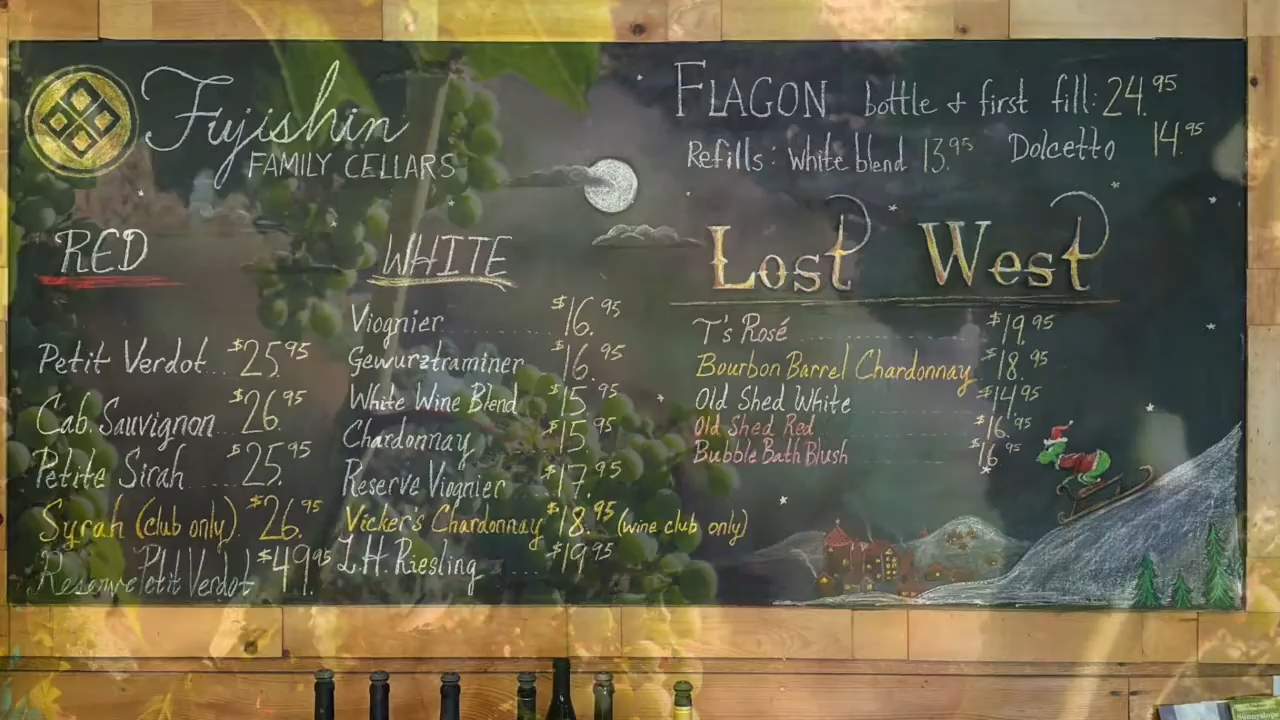 Fujishin
FAMILY CELLARS
FLAGON bottle & first fill: 24.95
Refills: White blend 13.95 Dolcetto 14.95
RED
Petit Verdot $25.95
Cab. Sauvignon $26.95
Petite Sirah $25.95
Syrah (club only) $26.95
Reserve Petit Verdot $49.95
WHITE
Viognier $16.95
Gewurztraminer $16.95
White Wine Blend $15.95
Chardonnay $15.95
Reserve Viognier $17.95
Vicker's Chardonnay $18.95 (wine club only)
L.H. Riesling $19.95
Lost West
T's Rosé $19.95
Bourbon Barrel Chardonnay $18.95
Old Shed White $14.95
Old Shed Red $16.95
Bubble Bath Blush $16.95